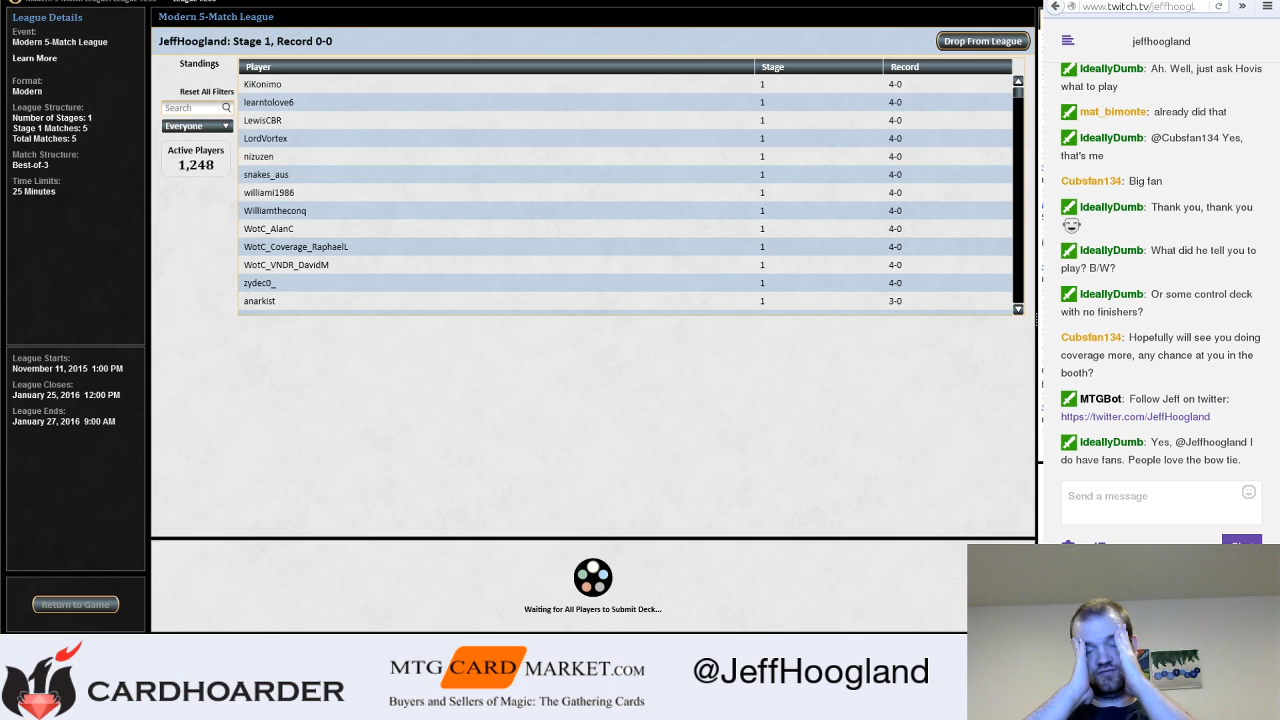 League Details
Event:
Modern 5-Match League
Learn More
Format:
Modern
League Structure:
Number of Stages: 1
Stage 1 Matches: 5
Total Matches: 5
Match Structure:
Best-of-3
Time Limits:
25 Minutes
League Starts:
November 11, 2015 1:00 PM
League Closes:
January 25, 2016 12:00 PM
League Ends:
January 27, 2016 9:00 AM
Return to Game
Modern 5-Match League
JeffHoogland: Stage 1, Record 0-0
Drop From League
Standings
Reset All Filters
Search
Everyone
Active Players
1,248
Player Stage Record
KiKonimo 1 4-0
learntolove6 1 4-0
LewisCBR 1 4-0
LordVortex 1 4-0
nizuzen 1 4-0
snakes_aus 1 4-0
williami1986 1 4-0
Williamtheconq 1 4-0
WotC_AlanC 1 4-0
WotC_Coverage_RaphaelL 1 4-0
WotC_VNDR_DavidM 1 4-0
zydec0_ 1 4-0
anarkist 1 3-0
Waiting for All Players to Submit Deck...
www.twitch.tv/jeffhoogl
jeffhoogland
IdeallyDumb: Ah. Well, just ask Hovis
what to play
mat_bimonte: already did that
IdeallyDumb: @Cubsfan134 Yes,
that's me
Cubsfan134: Big fan
IdeallyDumb: Thank you, thank you
IdeallyDumb: What did he tell you to
play? B/W?
IdeallyDumb: Or some control deck
with no finishers?
Cubsfan134: Hopefully will see you doing
coverage more, any chance at you in the
booth?
MTGBot: Follow Jeff on twitter:
https://twitter.com/JeffHoogland
IdeallyDumb: Yes, @Jeffhoogland I
do have fans. People love the bow tie.
Send a message
CARDHOARDER
MTG CARD MARKET.COM
Buyers and Sellers of Magic: The Gathering Cards
@JeffHoogland